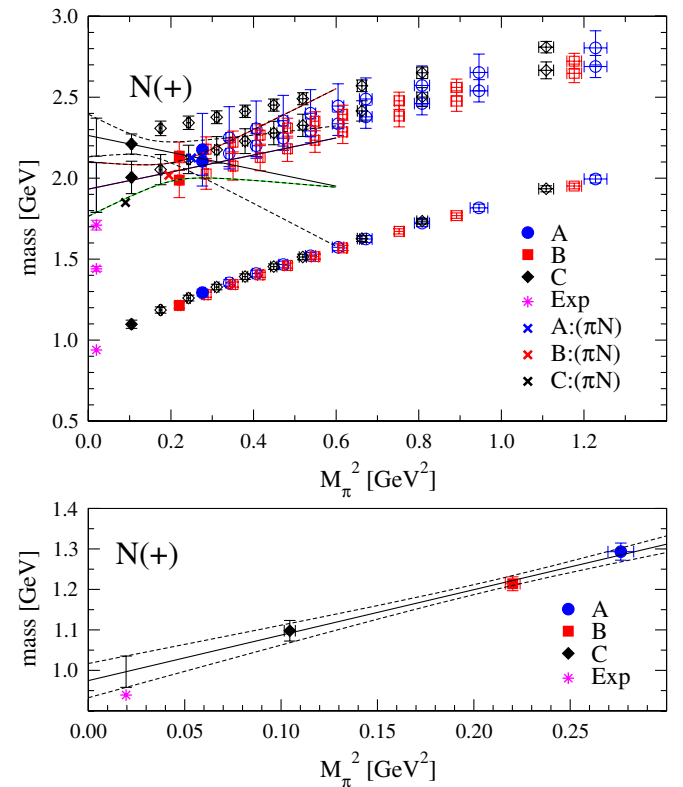 3.0
2.5
2.0
1.5
1.0
0.5
mass [GeV]
N(+)
A
B
C
Exp
A:(πN)
B:(πN)
C:(πN)
0.0 0.2 0.4 0.6 0.8 1.0 1.2
M_π^2 [GeV^2]
1.4
1.3
1.2
1.1
1.0
mass [GeV]
N(+)
A
B
C
Exp
0.00 0.05 0.10 0.15 0.20 0.25
M_π^2 [GeV^2]